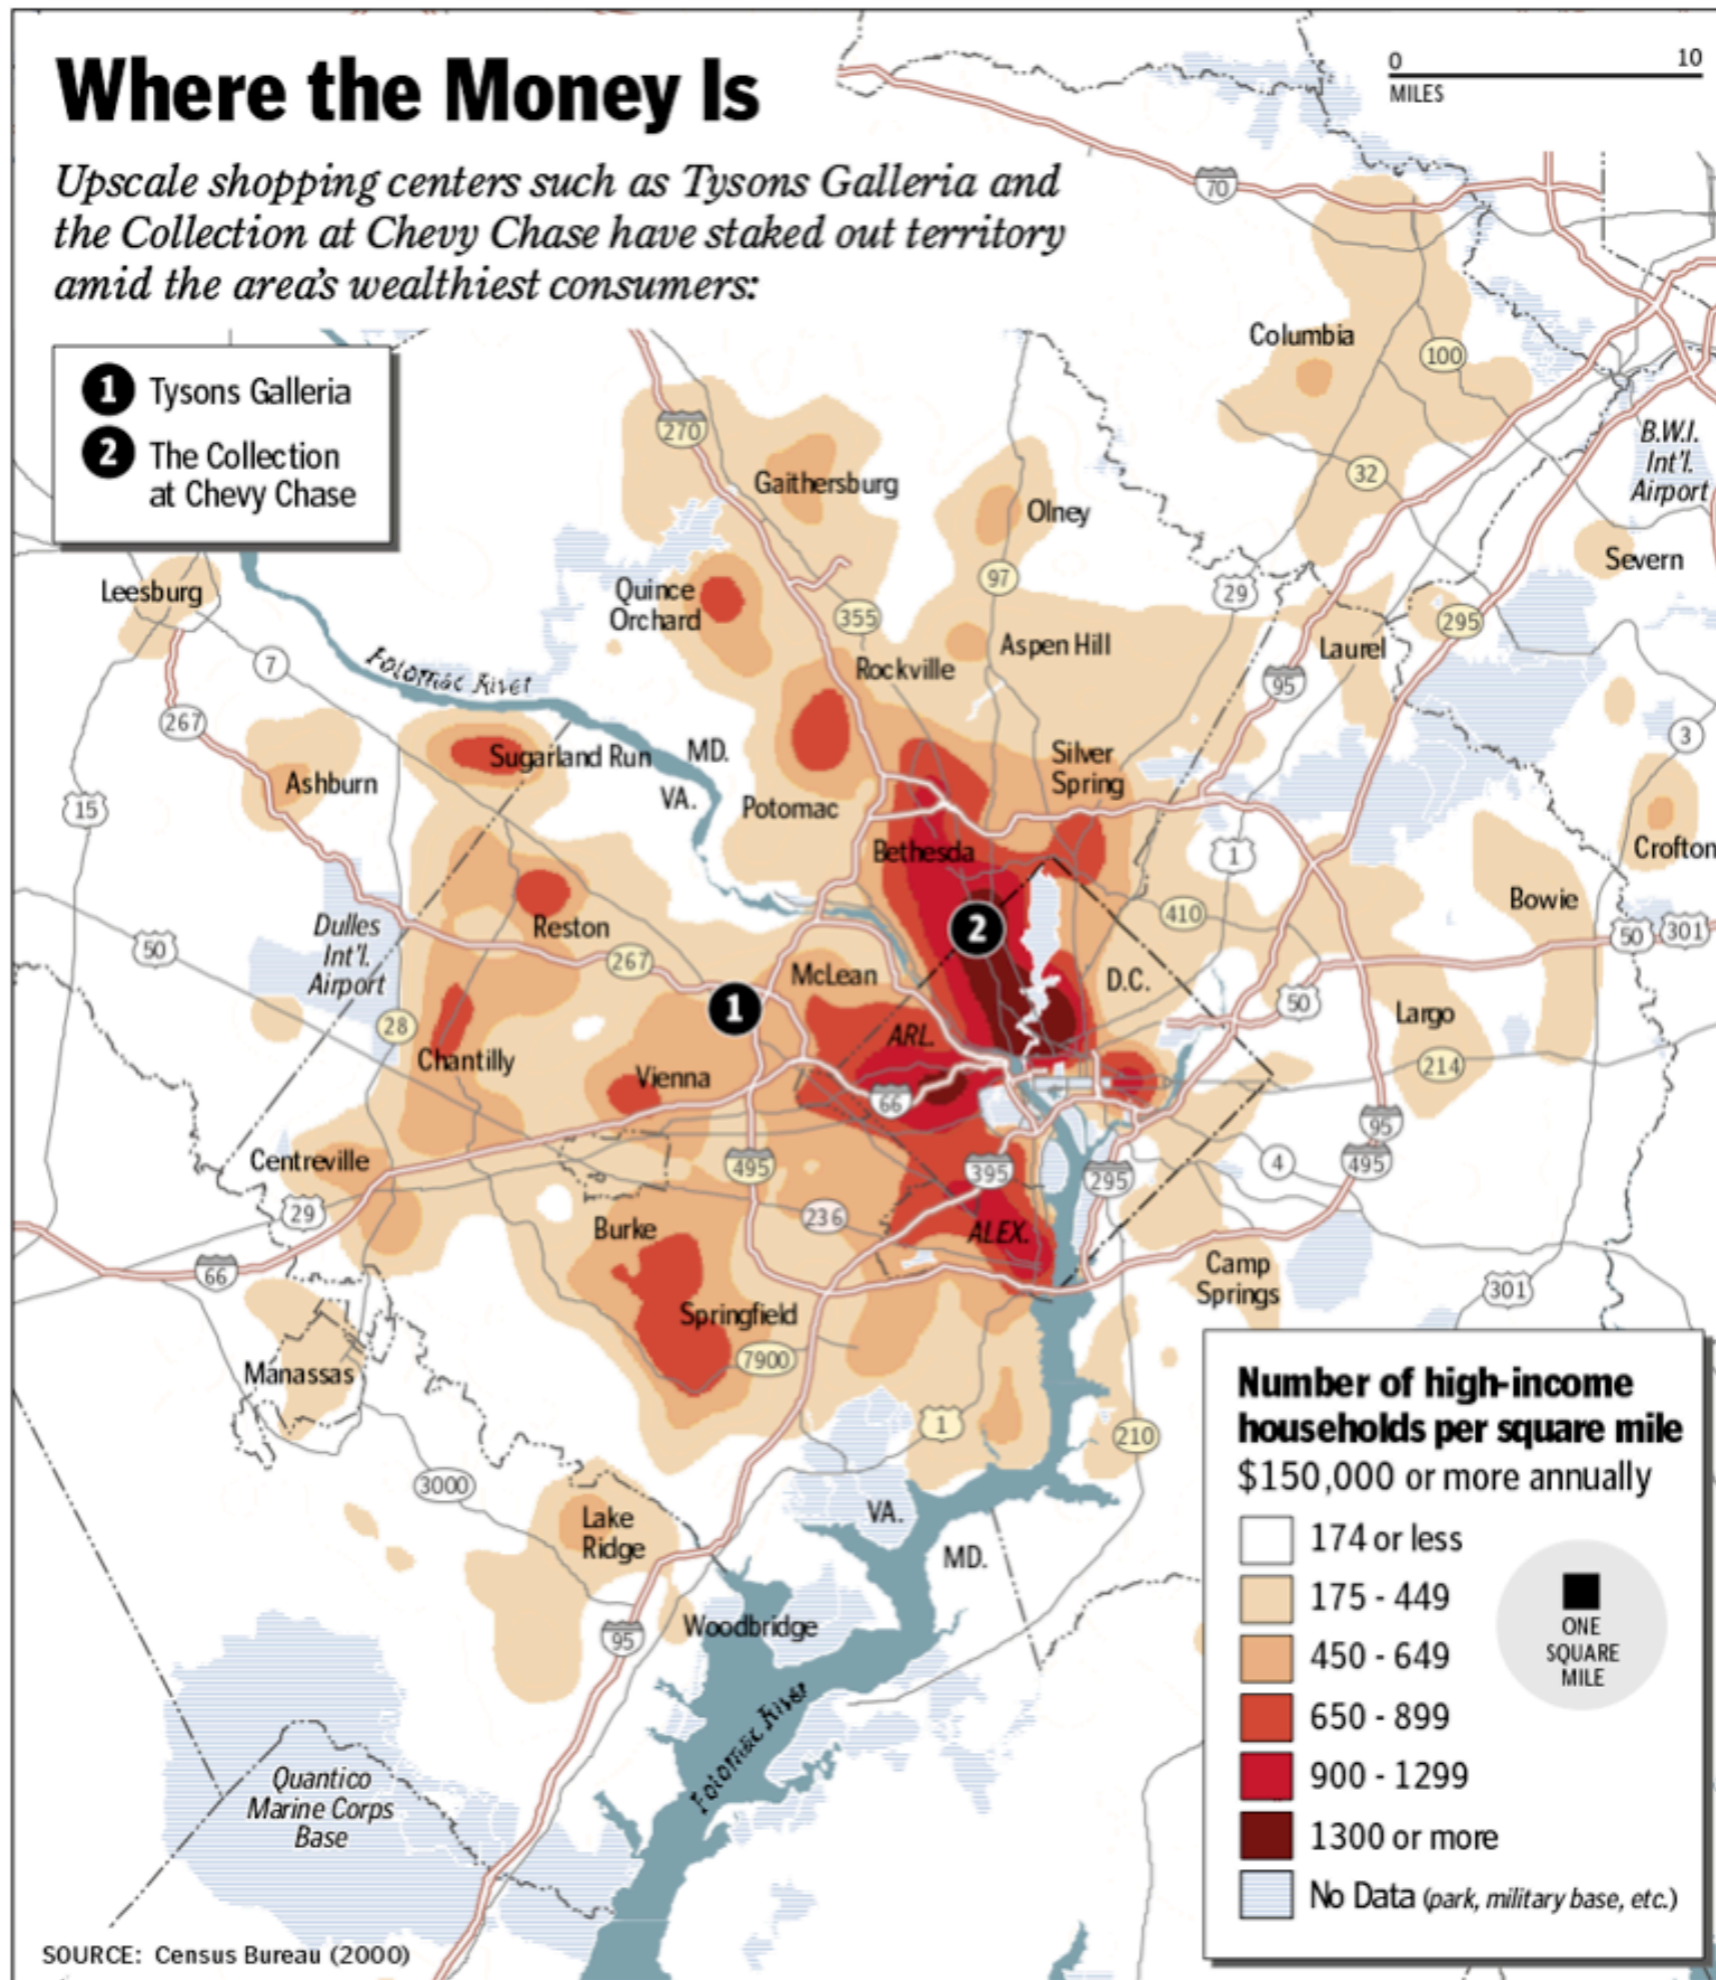 Where the Money Is
Upscale shopping centers such as Tysons Galleria and
the Collection at Chevy Chase have staked out territory
amid the area's wealthiest consumers:
0 10
MILES
1 Tysons Galleria
2 The Collection
at Chevy Chase
70
Columbia
100
270
B.W.I.
Int'l.
Airport
Gaithersburg
32
Olney
Severn
97
Leesburg
Quince
Orchard
29
355
295
7
Potomac River
Rockville
Aspen Hill
Laurel
95
267
3
Sugarland Run
MD.
Silver
Spring
Ashburn
VA.
15
Potomac
Bethesda
1
Crofton
Bowie
410
Dulles
Int'l.
Airport
Reston
2
50
267
50
301
McLean
D.C.
1
50
Largo
28
ARL.
Chantilly
Vienna
214
66
95
Centreville
495
395
295
4
495
29
236
Burke
ALEX.
66
Camp
Springs
301
Springfield
7900
Manassas
1
210
3000
Lake
Ridge
VA.
MD.
95
Woodbridge
Potomac River
Quantico
Marine Corps
Base
Number of high-income
households per square mile
$150,000 or more annually
174 or less
175 - 449
450 - 649
650 - 899
900 - 1299
1300 or more
No Data (park, military base, etc.)
ONE
SQUARE
MILE
SOURCE: Census Bureau (2000)